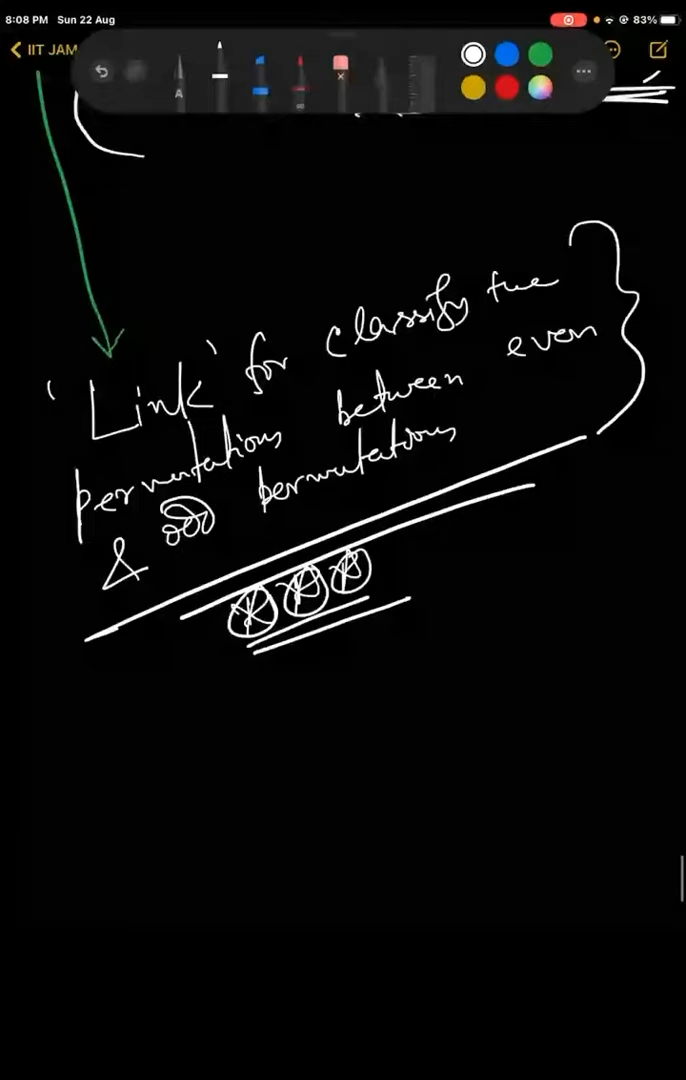 8:08 PM Sun 22 Aug
83%
IIT JAM
'Link' for classify the
permutations between even
& odd permutations